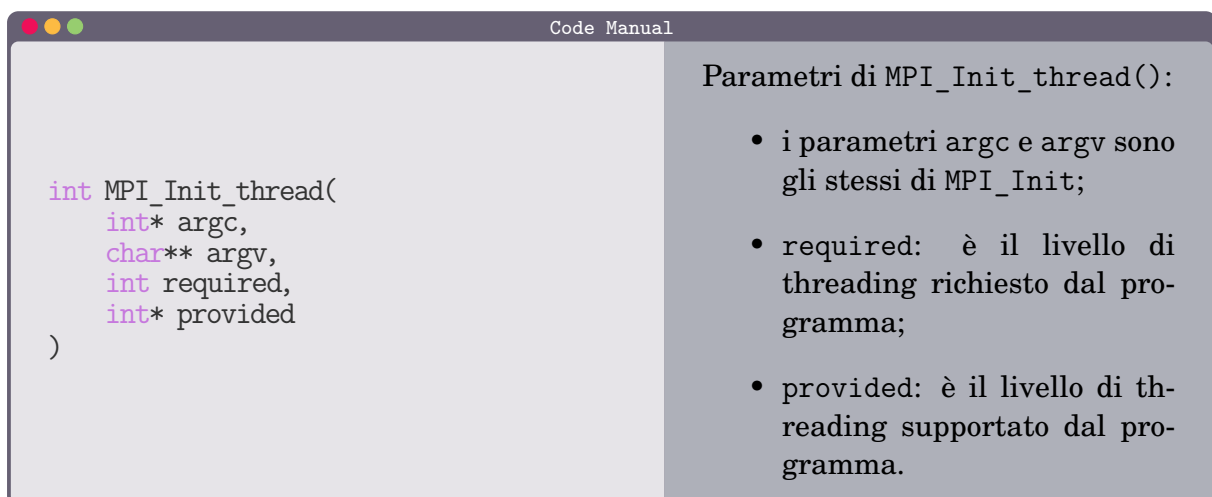 Code Manual
int MPI_Init_thread(
    int* argc,
    char** argv,
    int required,
    int* provided
)
Parametri di MPI_Init_thread():
• i parametri argc e argv sono
gli stessi di MPI_Init;
• required: è il livello di
threading richiesto dal pro-
gramma;
• provided: è il livello di th-
reading supportato dal pro-
gramma.